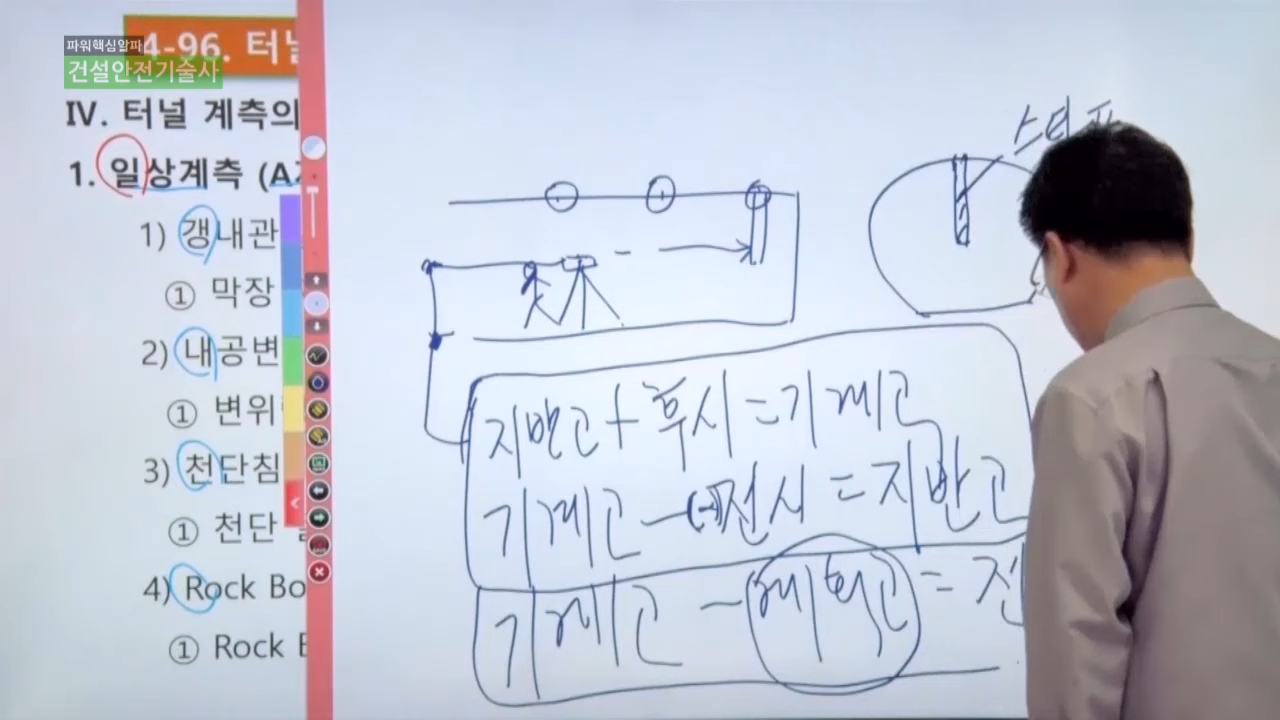 파워핵심알파
건설안전기술사
4-96. 터널
IV. 터널 계측의
1. 일상계측 (A
1) 갱내관
① 막장
2) 내공변
① 변위
3) 천단침
① 천단
4) Rock Bo
① Rock B
스타프
지반고 + 후시 = 기계고
기계고 - (-)전시 = 지반고
기계고 - 계획고 = 전